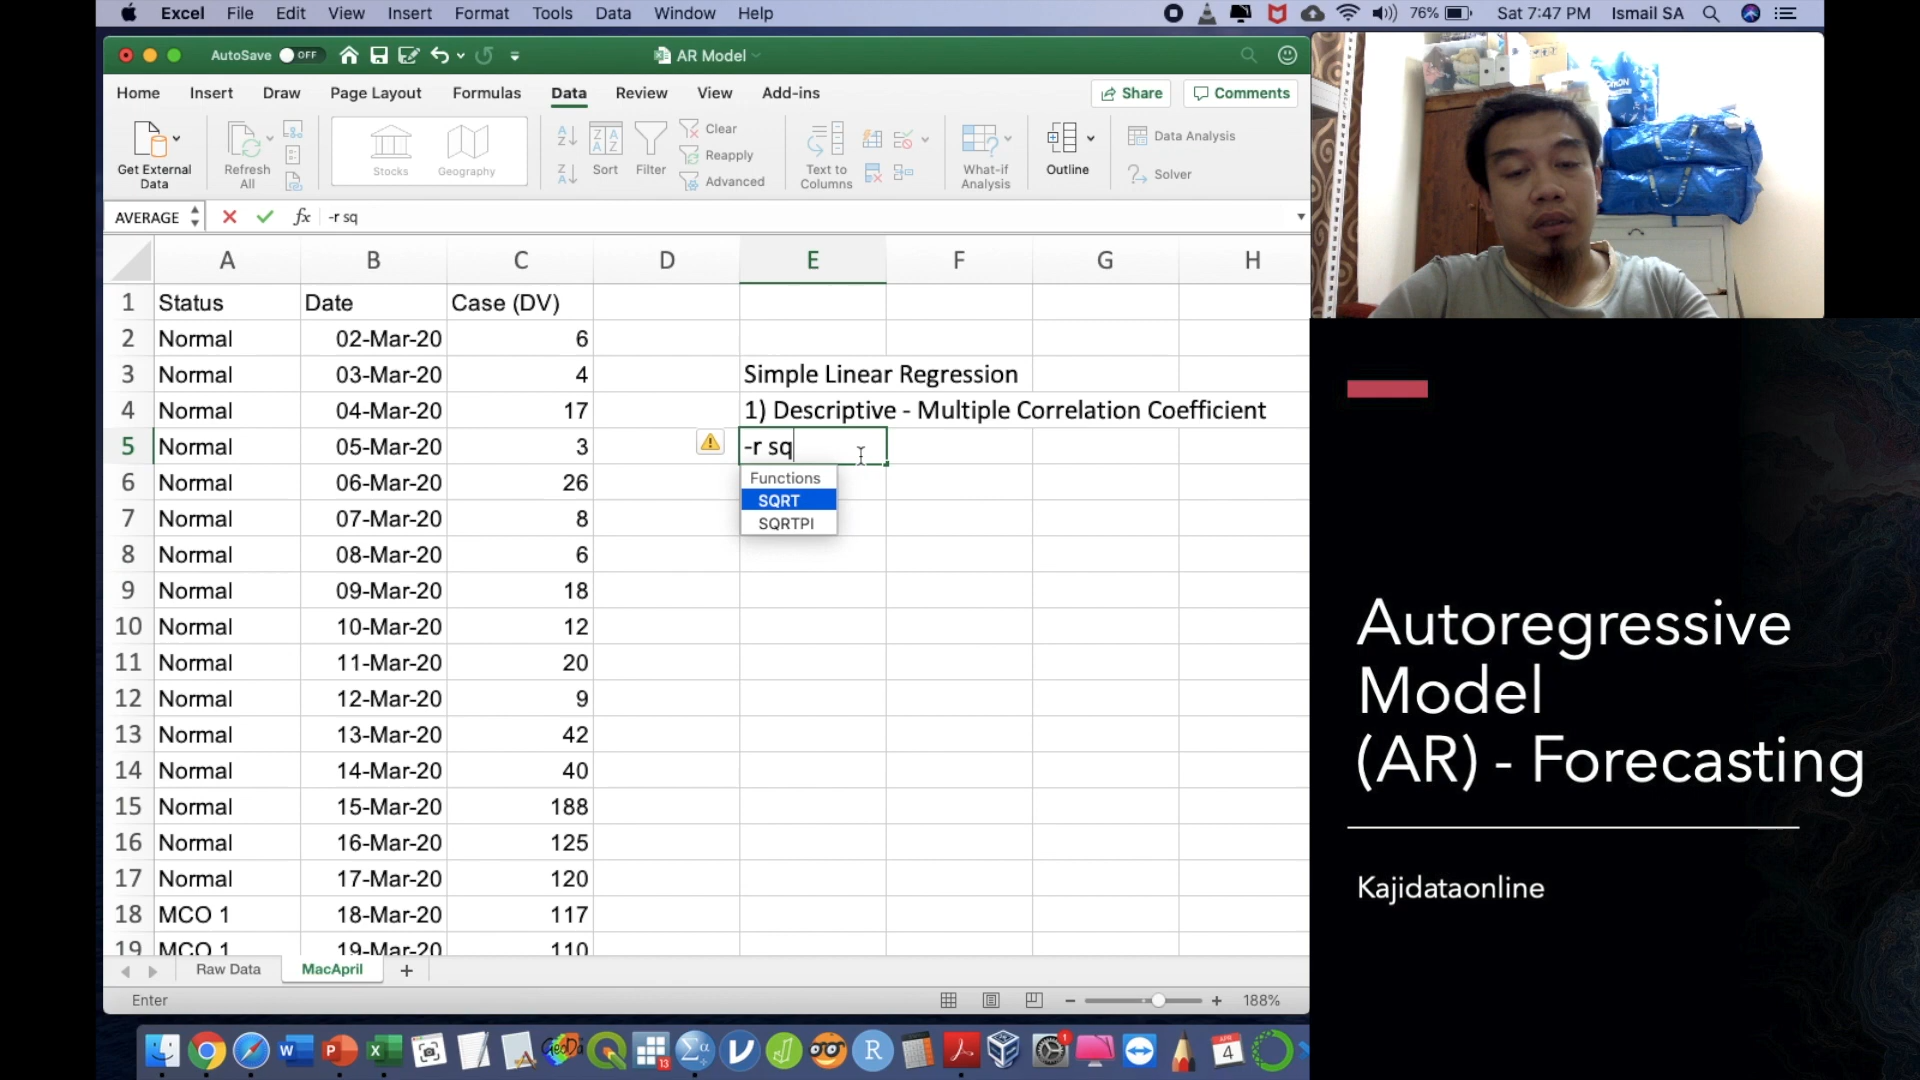 Excel File Edit View Insert Format Tools Data Window Help 76% Sat 7:47 PM Ismail SA
AutoSave OFF AR Model
Home Insert Draw Page Layout Formulas Data Review View Add-ins Share Comments
Get External Data
Refresh All
Stocks Geography
Sort Filter
Clear
Reapply
Advanced
Text to Columns
What-if Analysis
Outline
Data Analysis
Solver
AVERAGE fx -r sq
A B C D E F G H
1 Status Date Case (DV)
2 Normal 02-Mar-20 6
3 Normal 03-Mar-20 4 Simple Linear Regression
4 Normal 04-Mar-20 17 1) Descriptive - Multiple Correlation Coefficient
5 Normal 05-Mar-20 3 -r sq
Functions
SQRT
SQRTPI
6 Normal 06-Mar-20 26
7 Normal 07-Mar-20 8
8 Normal 08-Mar-20 6
9 Normal 09-Mar-20 18
10 Normal 10-Mar-20 12
11 Normal 11-Mar-20 20
12 Normal 12-Mar-20 9
13 Normal 13-Mar-20 42
14 Normal 14-Mar-20 40
15 Normal 15-Mar-20 188
16 Normal 16-Mar-20 125
17 Normal 17-Mar-20 120
18 MCO 1 18-Mar-20 117
19 MCO 1 19-Mar-20 110
Raw Data MacApril +
Enter 188%
Autoregressive
Model
(AR) - Forecasting
Kajidataonline